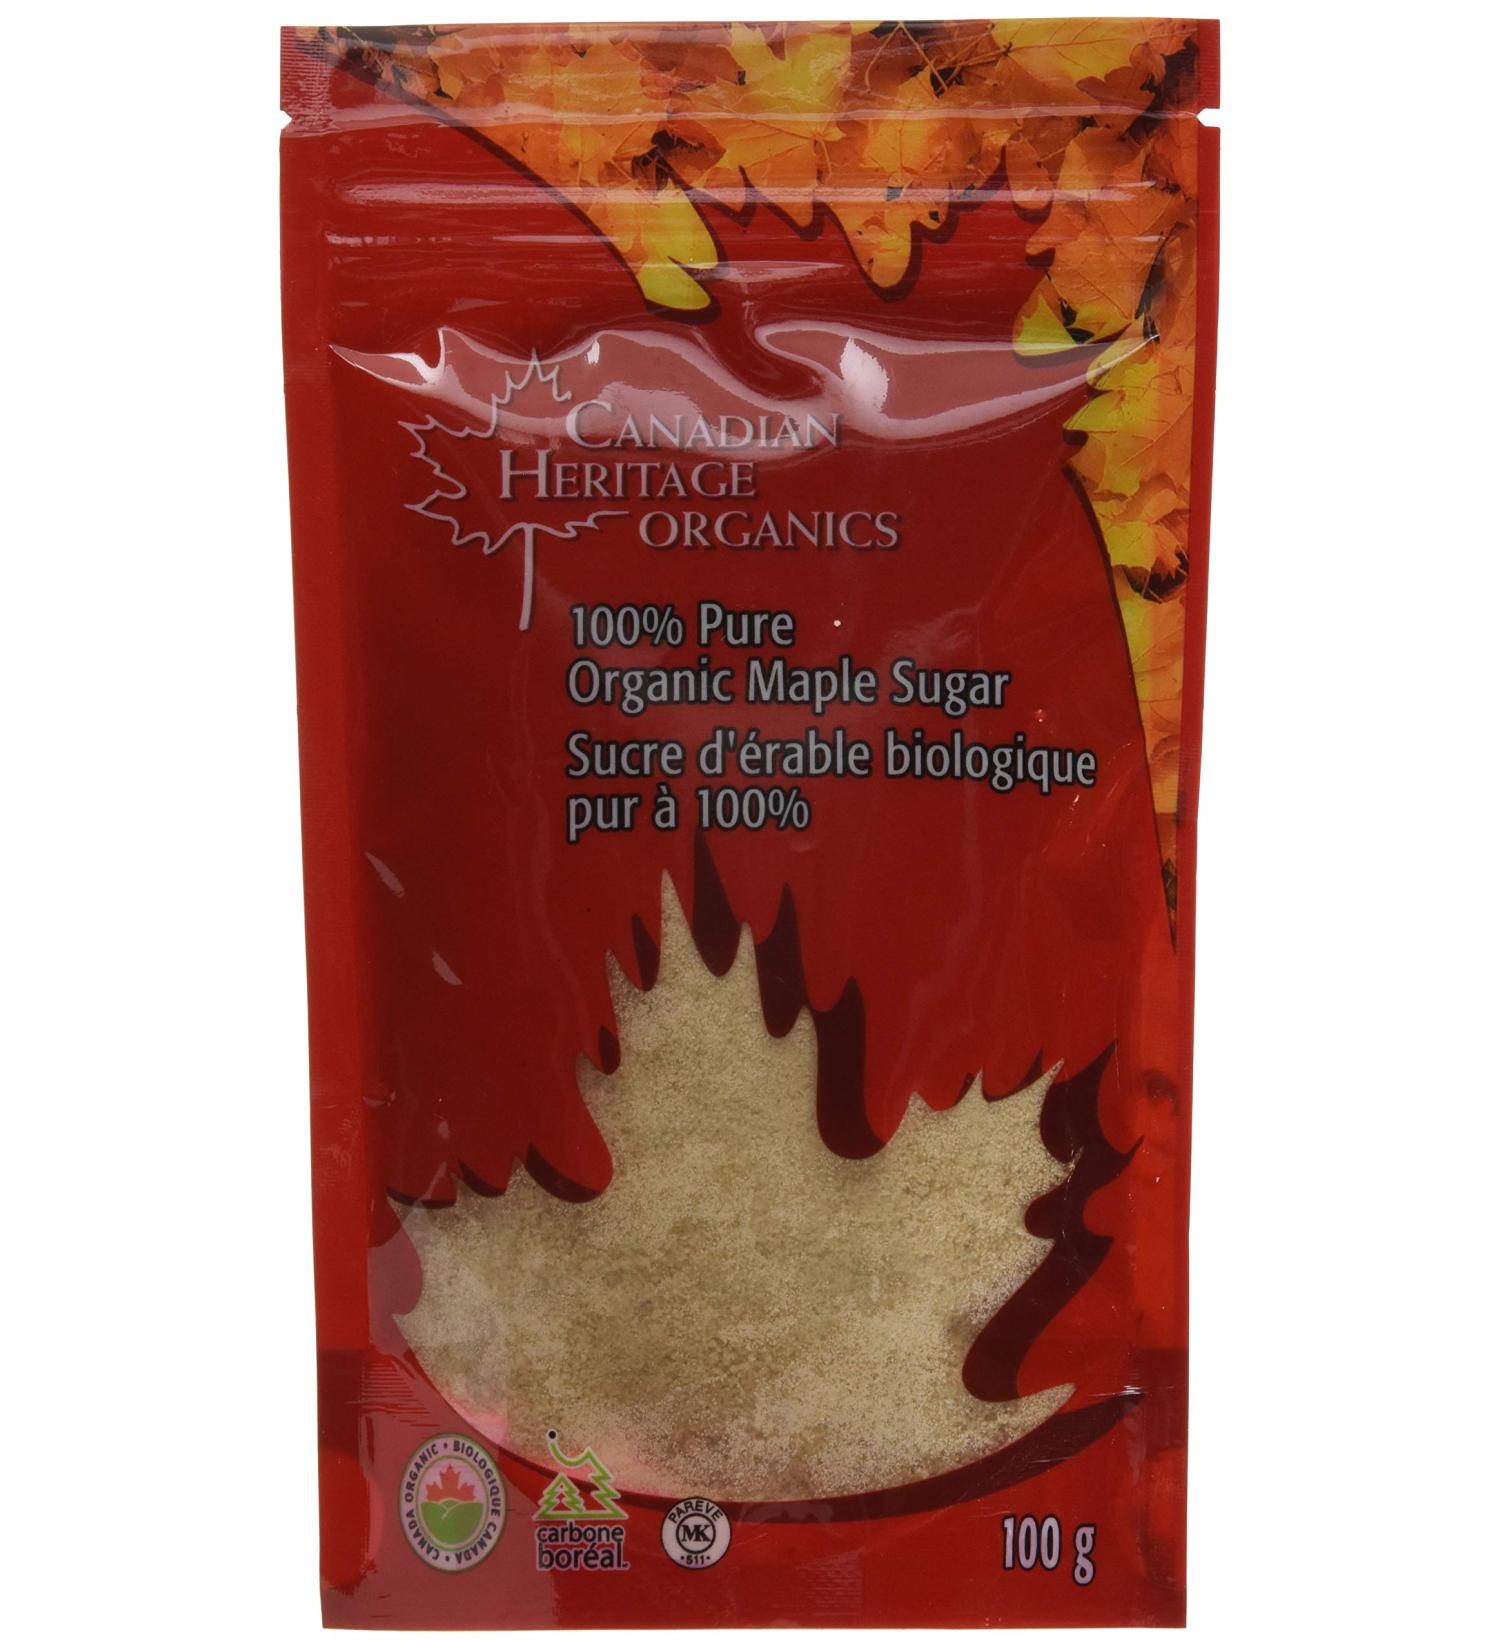 CANADIAN
HERITAGE
ORGANICS
100% Pure
Organic Maple Sugar
Sucre d'érable biologique
pur à 100%
CANADA ORGANIC • BIOLOGIQUE CANADA •
carbone
boréal
PAREVE
MK
•511•
100 g